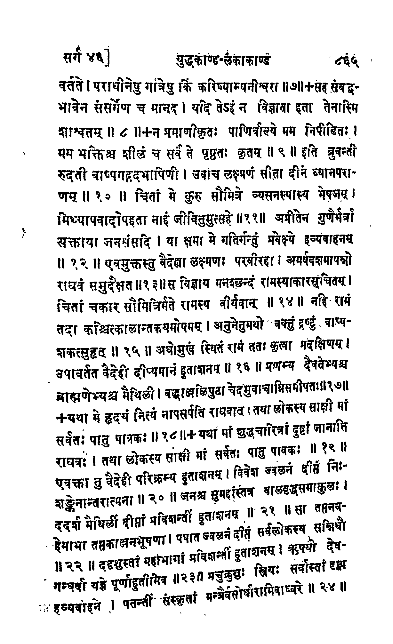 सर्ग ४६] युद्धकाण्ड-लंकाकाण्ड ८६५
वर्तते। पराधीनेषु गात्रेषु किं करिष्याम्यनीश्वरा ॥७॥+सह संवृद्ध-
भावेन संसर्गेण च मानद। यदि तेऽहं न विज्ञाता हता तेनास्मि
शाश्वतम् ॥ ८ ॥+न प्रमाणीकृतः पाणिर्बाल्ये मम निपीडितः।
मम भक्तिश्च शीलं च सर्वं ते पृष्ठतः कृतम् ॥ ९ ॥ इति ब्रुवन्ती
रुदती बाष्पगद्गदभाषिणी। उवाच लक्ष्मणं सीता दीनं ध्यानपरा-
णम् ॥ १० ॥ चितां मे कुरु सौमित्रे व्यसनस्यास्य भेषजम्।
मिथ्यापवादोपहता नाहं जीवितुमुत्सहे ॥११॥ अप्रीतेन गुणैर्भर्त्रा
त्यक्ताया जनसंसदि। या क्षमा मे गतिर्गन्तुं प्रवेक्ष्ये हव्यवाहनम्
॥ १२ ॥ एवमुक्तस्तु वैदेह्या लक्ष्मणः परवीरहा। अमर्षवशमापन्नो
राघवं समुदैक्षत ॥१३॥स विज्ञाय मनश्छन्दं रामस्याकारसूचितम्।
चितां चकार सौमित्रिर्मते रामस्य वीर्यवान् ॥ १४॥ नहि रामं
तदा कश्चित्कालान्तकयमोपमम्। अनुनेतुमथो वक्तुं द्रष्टुं वाप्य-
शकत्सुहृत् ॥ १५ ॥ अधोमुखं स्थितं रामं ततः कृत्वा प्रदक्षिणम्।
उपावर्तत वैदेही दीप्यमानं हुताशनम् ॥ १६ ॥ प्रणम्य दैवतेभ्यश्च
ब्राह्मणेभ्यश्च मैथिली। बद्धाञ्जलिपुटा चेदमुवाचाग्निसमीपतः॥१७॥
+यथा मे हृदयं नित्यं नापसर्पति राघवात्। तथा लोकस्य साक्षी मां
सर्वतः पातु पावकः ॥ १८॥+यथा मां शुद्धचारित्रां दुष्टां जानाति
राघवः। तथा लोकस्य साक्षी मां सर्वतः पातु पावकः ॥ १९॥
एवमुक्त्वा तु वैदेही परिक्रम्य हुताशनम्। विवेश ज्वलनं दीप्तं निः-
शङ्केनान्तरात्मना ॥ २० ॥ जनश्च सुमहांस्तत्र बालवृद्धसमाकुलः।
ददर्श मैथिलीं दीप्तां प्रविशन्तीं हुताशनम् ॥ २१ ॥ सा तप्तनव-
हेमाभा तप्तकाञ्चनभूषणा। पपात ज्वलनं दीप्तं सर्वलोकस्य सन्निधौ
॥ २२ ॥ ददृशुस्तां महाभागां प्रविशन्तीं हुताशनम्। ऋषयो देव-
गन्धर्वा यज्ञे पूर्णाहुतीमिव ॥२३॥ प्रचुक्रुशुः स्त्रियः सर्वास्तां दृष्ट्वा
हव्यवाहने। पतन्तीं संस्कृतां मन्त्रैर्वसोर्धारामिवाध्वरे ॥ २४॥